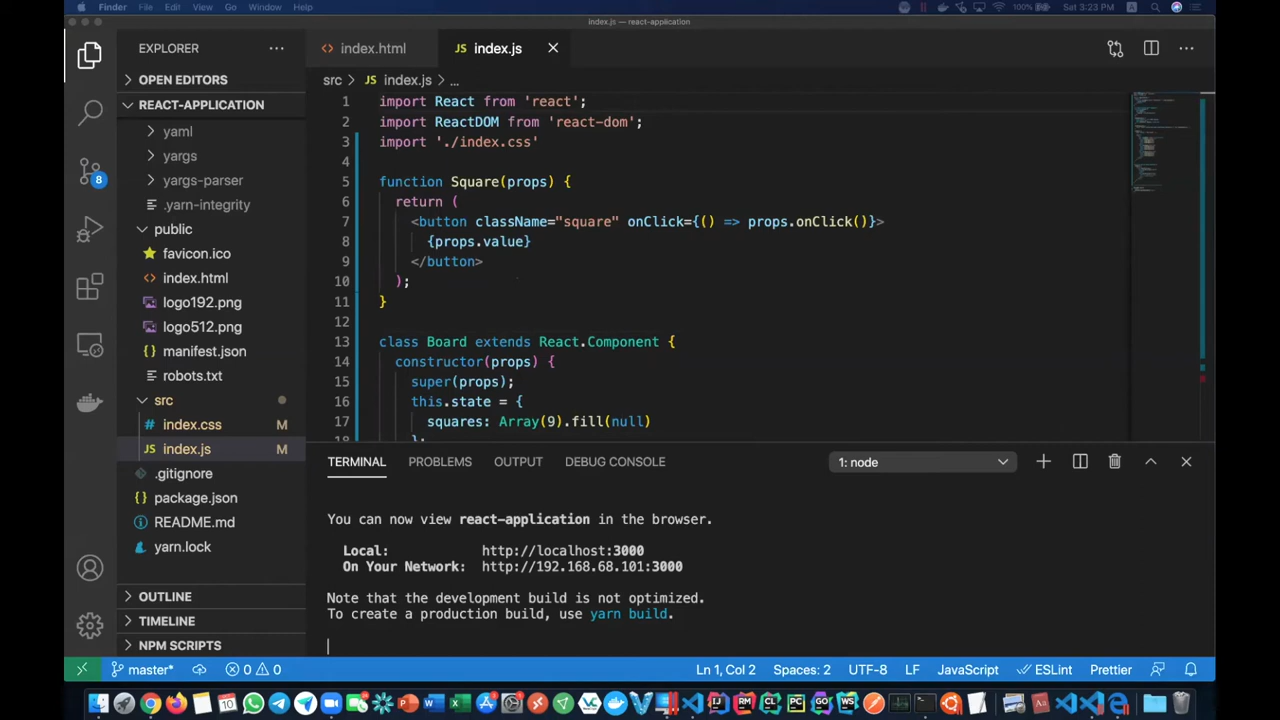 Finder File Edit View Go Window Help
100% Sat 3:23 PM
index.js — react-application
EXPLORER
OPEN EDITORS
REACT-APPLICATION
yaml
yargs
yargs-parser
.yarn-integrity
public
favicon.ico
index.html
logo192.png
logo512.png
manifest.json
robots.txt
src
index.css M
JS index.js M
.gitignore
package.json
README.md
yarn.lock
OUTLINE
TIMELINE
NPM SCRIPTS
8
index.html
JS index.js
src > JS index.js > ...
1 import React from 'react';
2 import ReactDOM from 'react-dom';
3 import './index.css'
4
5 function Square(props) {
6 return (
7 <button className="square" onClick={() => props.onClick()}>
8 {props.value}
9 </button>
10 );
11 }
12
13 class Board extends React.Component {
14 constructor(props) {
15 super(props);
16 this.state = {
17 squares: Array(9).fill(null)
18 };
TERMINAL PROBLEMS OUTPUT DEBUG CONSOLE 1: node
You can now view react-application in the browser.
Local: http://localhost:3000
On Your Network: http://192.168.68.101:3000
Note that the development build is not optimized.
To create a production build, use yarn build.
master* 0 0 Ln 1, Col 2 Spaces: 2 UTF-8 LF JavaScript ESLint Prettier